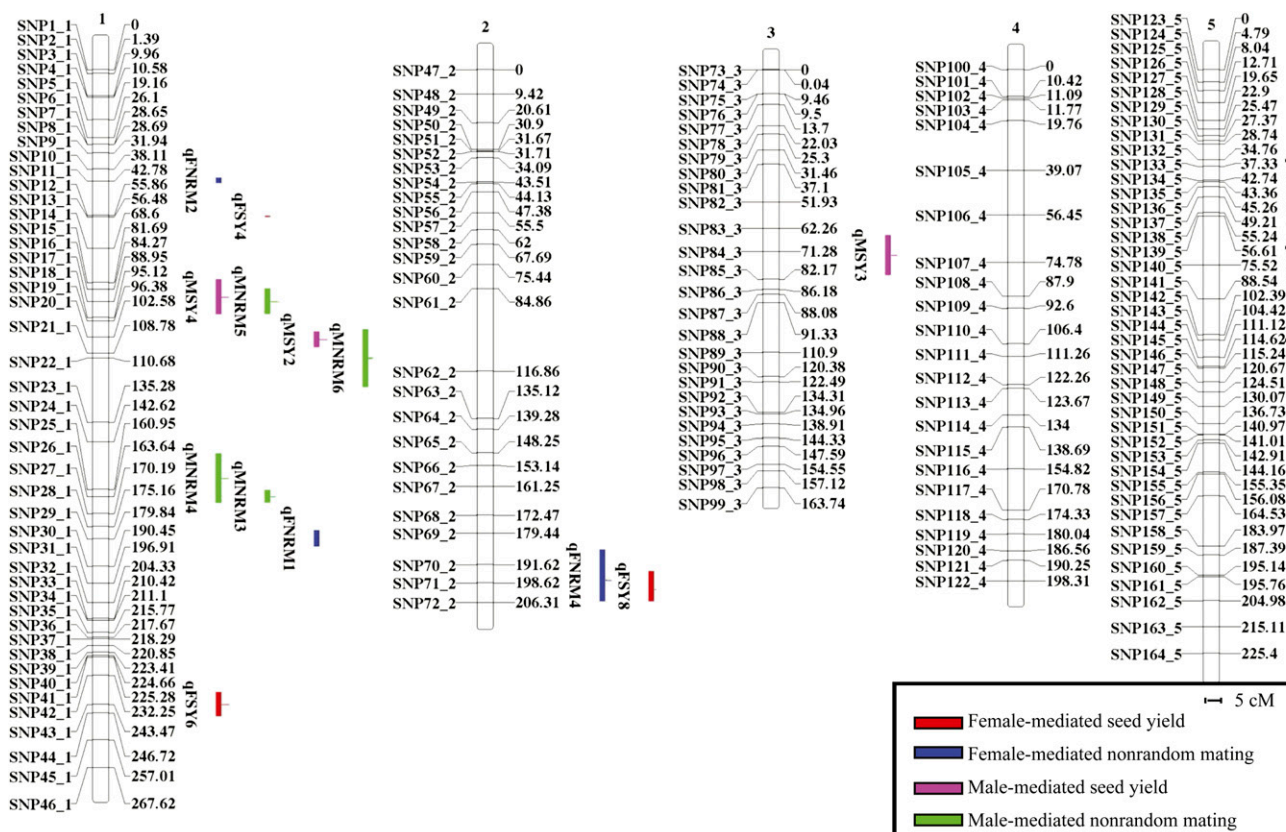 1
SNP1_1 0
SNP2_1 1.39
SNP3_1 9.96
SNP4_1 10.58
SNP5_1 19.16
SNP6_1 26.1
SNP7_1 28.65
SNP8_1 28.69
SNP9_1 31.94
SNP10_1 38.11
SNP11_1 42.78
SNP12_1 55.86
SNP13_1 56.48
SNP14_1 68.6
SNP15_1 81.69
SNP16_1 84.27
SNP17_1 88.95
SNP18_1 95.12
SNP19_1 96.38
SNP20_1 102.58
SNP21_1 108.78
SNP22_1 110.68
SNP23_1 135.28
SNP24_1 142.62
SNP25_1 160.95
SNP26_1 163.64
SNP27_1 170.19
SNP28_1 175.16
SNP29_1 179.84
SNP30_1 190.45
SNP31_1 196.91
SNP32_1 204.33
SNP33_1 210.42
SNP34_1 211.1
SNP35_1 215.77
SNP36_1 217.67
SNP37_1 218.29
SNP38_1 220.85
SNP39_1 223.41
SNP40_1 224.66
SNP41_1 225.28
SNP42_1 232.25
SNP43_1 243.47
SNP44_1 246.72
SNP45_1 257.01
SNP46_1 267.62
qFNRM2
qFSY4
qMSY4
qMNRM5
qMSY2
qMNRM6
qMNRM4
qMNRM3
qFNRM1
qFSY6
2
SNP47_2 0
SNP48_2 9.42
SNP49_2 20.61
SNP50_2 30.9
SNP51_2 31.67
SNP52_2 31.71
SNP53_2 34.09
SNP54_2 43.51
SNP55_2 44.13
SNP56_2 47.38
SNP57_2 55.5
SNP58_2 62
SNP59_2 67.69
SNP60_2 75.44
SNP61_2 84.86
SNP62_2 116.86
SNP63_2 135.12
SNP64_2 139.28
SNP65_2 148.25
SNP66_2 153.14
SNP67_2 161.25
SNP68_2 172.47
SNP69_2 179.44
SNP70_2 191.62
SNP71_2 198.62
SNP72_2 206.31
qFNRM4
qFSY8
3
SNP73_3 0
SNP74_3 0.04
SNP75_3 9.46
SNP76_3 9.5
SNP77_3 13.7
SNP78_3 22.03
SNP79_3 25.3
SNP80_3 31.46
SNP81_3 37.1
SNP82_3 51.93
SNP83_3 62.26
SNP84_3 71.28
SNP85_3 82.17
SNP86_3 86.18
SNP87_3 88.08
SNP88_3 91.33
SNP89_3 110.9
SNP90_3 120.38
SNP91_3 122.49
SNP92_3 134.31
SNP93_3 134.96
SNP94_3 138.91
SNP95_3 144.33
SNP96_3 147.59
SNP97_3 154.55
SNP98_3 157.12
SNP99_3 163.74
qMSY3
4
SNP100_4 0
SNP101_4 10.42
SNP102_4 11.09
SNP103_4 11.77
SNP104_4 19.76
SNP105_4 39.07
SNP106_4 56.45
SNP107_4 74.78
SNP108_4 87.9
SNP109_4 92.6
SNP110_4 106.4
SNP111_4 111.26
SNP112_4 122.26
SNP113_4 123.67
SNP114_4 134
SNP115_4 138.69
SNP116_4 154.82
SNP117_4 170.78
SNP118_4 174.33
SNP119_4 180.04
SNP120_4 186.56
SNP121_4 190.25
SNP122_4 198.31
5
SNP123_5 0
SNP124_5 4.79
SNP125_5 8.04
SNP126_5 12.71
SNP127_5 19.65
SNP128_5 22.9
SNP129_5 25.47
SNP130_5 27.37
SNP131_5 28.74
SNP132_5 34.76
SNP133_5 37.33
SNP134_5 42.74
SNP135_5 43.36
SNP136_5 45.26
SNP137_5 49.21
SNP138_5 55.24
SNP139_5 56.61
SNP140_5 75.52
SNP141_5 88.54
SNP142_5 102.39
SNP143_5 104.42
SNP144_5 111.12
SNP145_5 114.62
SNP146_5 115.24
SNP147_5 120.67
SNP148_5 124.51
SNP149_5 130.07
SNP150_5 136.73
SNP151_5 140.97
SNP152_5 141.01
SNP153_5 142.91
SNP154_5 144.16
SNP155_5 155.35
SNP156_5 156.08
SNP157_5 164.53
SNP158_5 183.97
SNP159_5 187.39
SNP160_5 195.14
SNP161_5 195.76
SNP162_5 204.98
SNP163_5 215.11
SNP164_5 225.4
5 cM
Female-mediated seed yield
Female-mediated nonrandom mating
Male-mediated seed yield
Male-mediated nonrandom mating